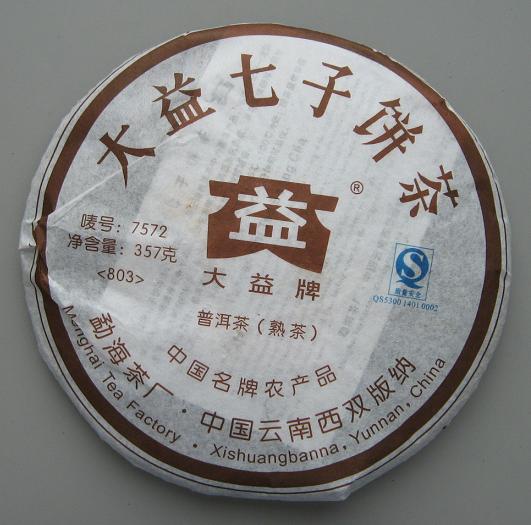 大益七子饼茶
益
®
唛号: 7572
净含量: 357克
<803>
大益牌
QS5300 1401 0002
普洱茶(熟茶)
中国名牌农产品
勐海茶厂·中国云南西双版纳
Menghai Tea Factory · Xishuangbanna, Yunnan, China